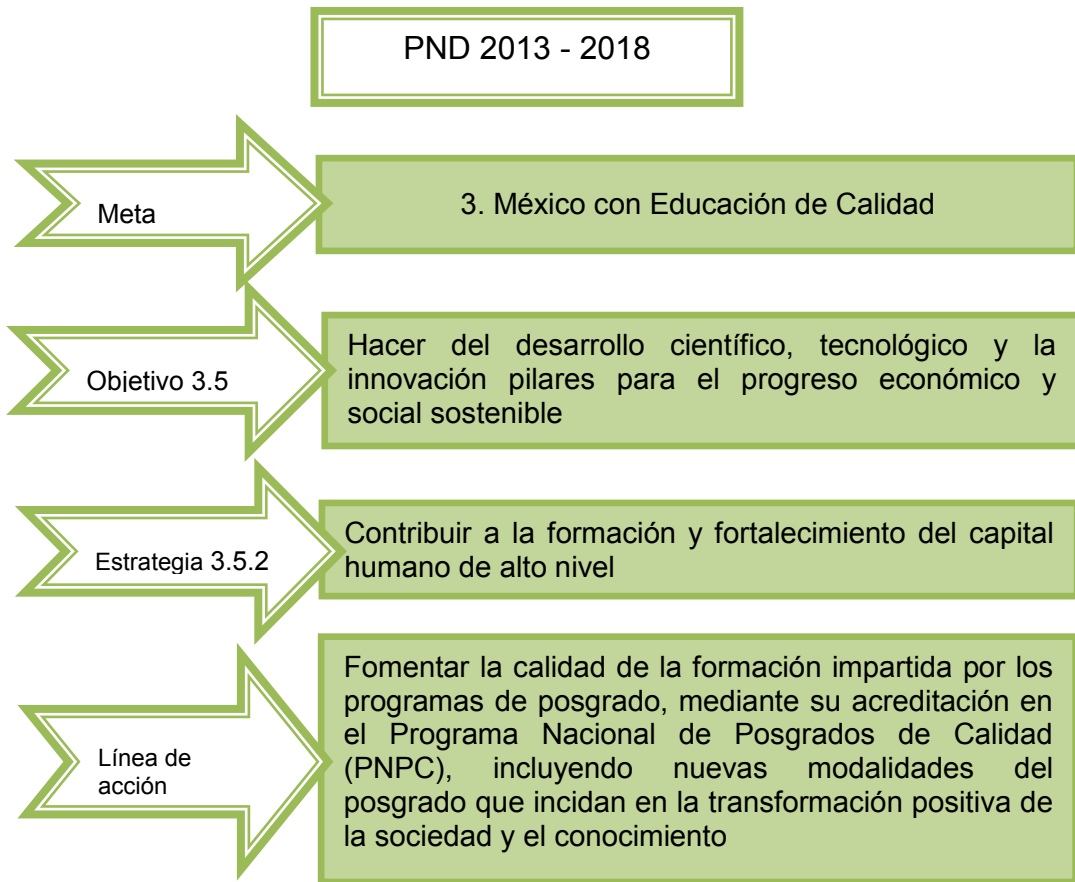 PND 2013 - 2018
Meta
3. México con Educación de Calidad
Objetivo 3.5
Hacer del desarrollo científico, tecnológico y la
innovación pilares para el progreso económico y
social sostenible
Estrategia 3.5.2
Contribuir a la formación y fortalecimiento del capital
humano de alto nivel
Línea de
acción
Fomentar la calidad de la formación impartida por los
programas de posgrado, mediante su acreditación en
el Programa Nacional de Posgrados de Calidad
(PNPC), incluyendo nuevas modalidades del
posgrado que incidan en la transformación positiva de
la sociedad y el conocimiento